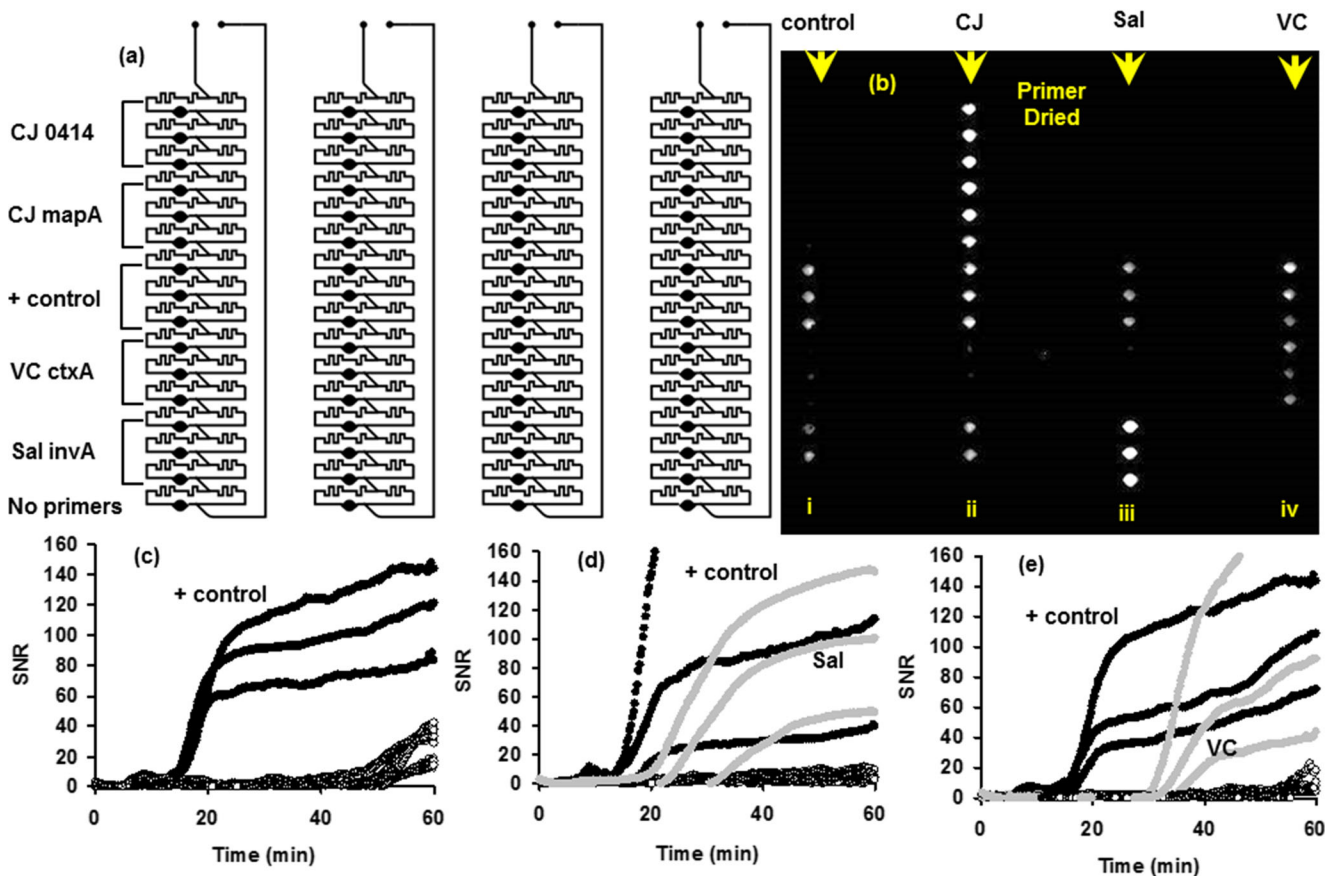 control CJ Sal VC
(a)
(b)
Primer
Dried
CJ 0414
CJ mapA
+ control
VC ctxA
Sal invA
No primers
i ii iii iv
(c)
+ control
160
140
120
100
80
60
40
20
0
SNR
0 20 40 60
Time (min)
(d)
+ control
Sal
160
140
120
100
80
60
40
20
0
SNR
0 20 40 60
Time (min)
(e)
+ control
VC
160
140
120
100
80
60
40
20
0
SNR
0 20 40 60
Time (min)